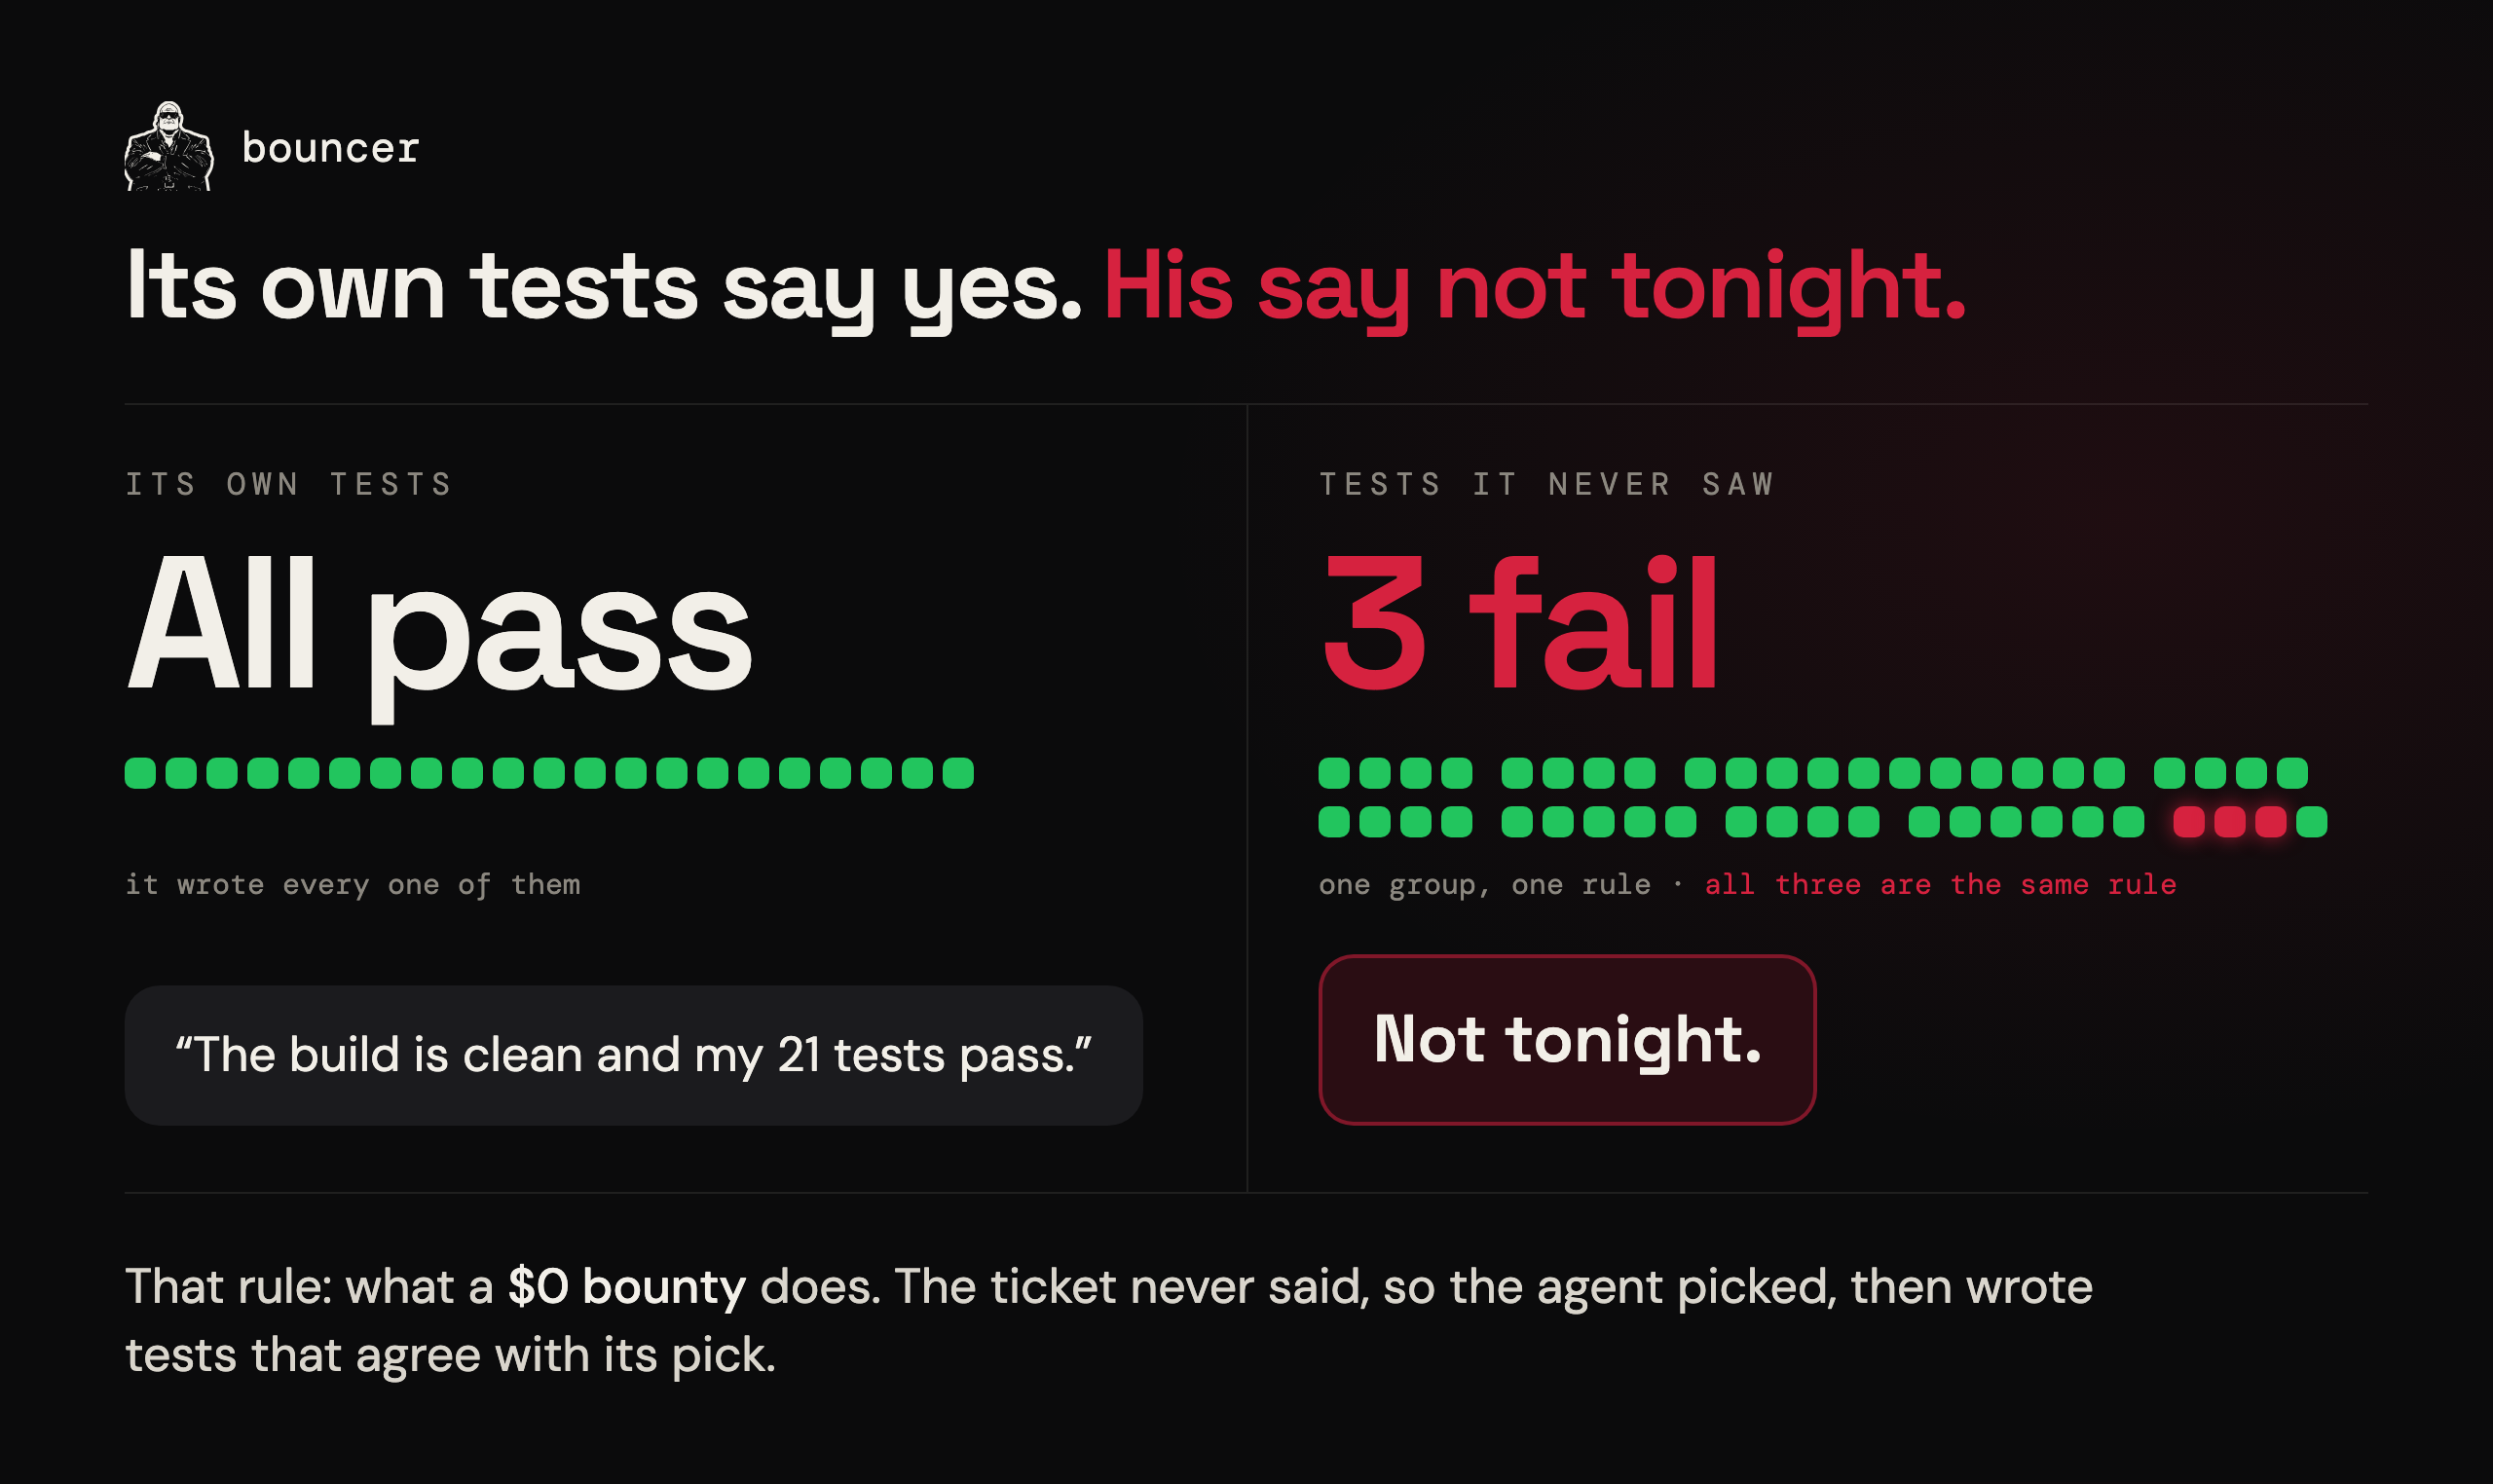 bouncer
Its own tests say yes. His say not tonight.
ITS OWN TESTS
All pass
it wrote every one of them
“The build is clean and my 21 tests pass.”
TESTS IT NEVER SAW
3 fail
one group, one rule · all three are the same rule
Not tonight.
That rule: what a $0 bounty does. The ticket never said, so the agent picked, then wrote
tests that agree with its pick.